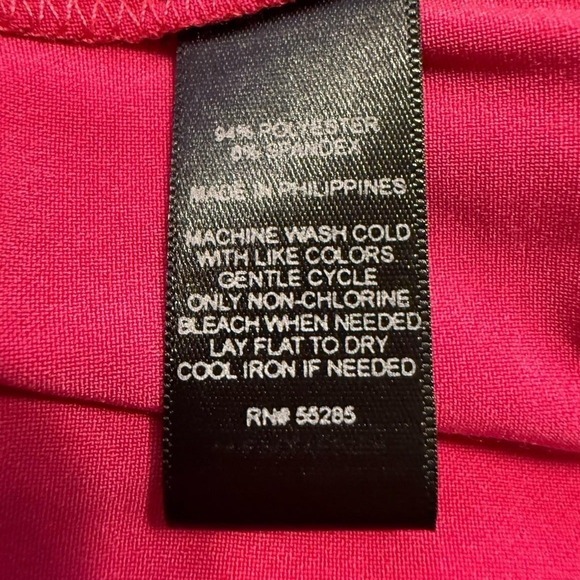 94% POLYESTER
6% SPANDEX
MADE IN PHILIPPINES
MACHINE WASH COLD
WITH LIKE COLORS
GENTLE CYCLE
ONLY NON-CHLORINE
BLEACH WHEN NEEDED
LAY FLAT TO DRY
COOL IRON IF NEEDED
RN# 55285